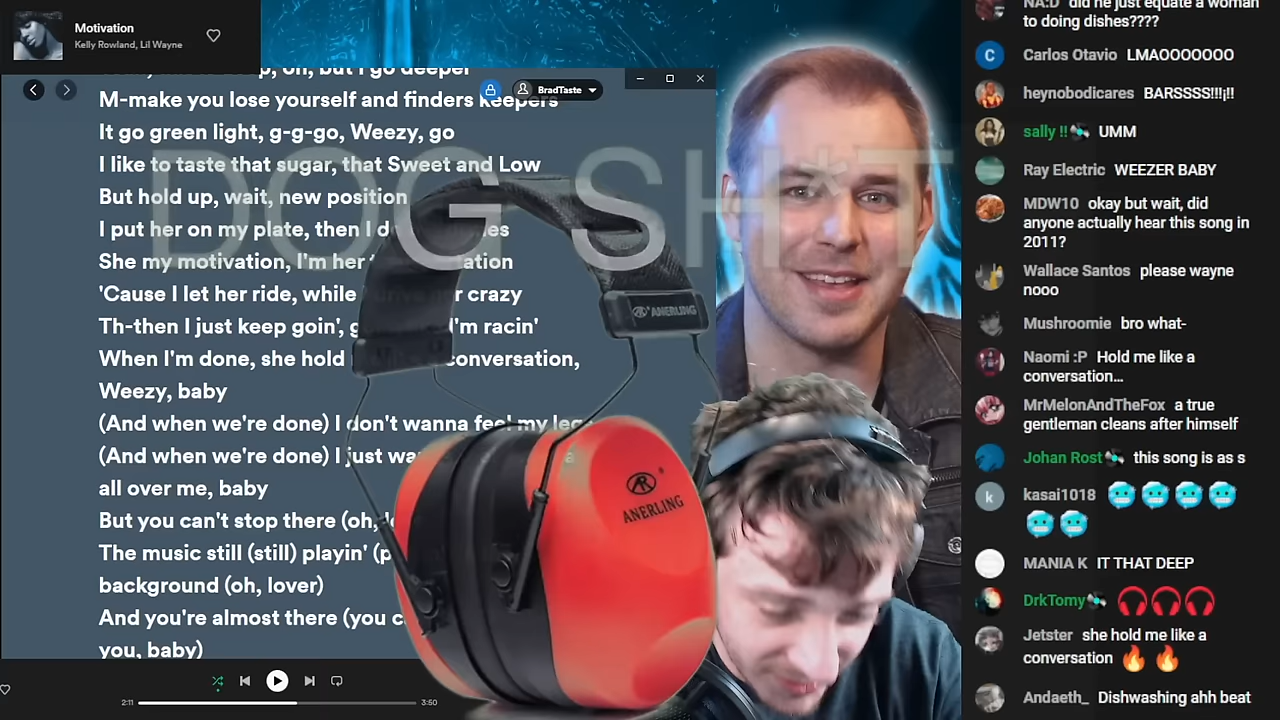 Motivation
Kelly Rowland, Lil Wayne
but I go deeper
BradTaste
M-make you lose yourself and finders keepers
It go green light, g-g-go, Weezy, go
I like to taste that sugar, that Sweet and Low
But hold up, wait, new position
I put her on my plate, then I d
She my motivation, I'm her
'Cause I let her ride, while
r crazy
Th-then I just keep goin', g
I'm racin'
When I'm done, she hold
conversation,
Weezy, baby
(And when we're done) I don't wanna feel my
(And when we're done) I just
all over me, baby
But you can't stop there (oh,
The music still (still) playin'
background (oh, lover)
And you're almost there (you
you, baby)
2:11
3:50
DOG SH*T
ANERLING
AR
ANERLING
NA:D did he just equate a woman
to doing dishes????
C
Carlos Otavio LMAOOOOOOO
heynobodicares BARSSSS!!!¡!!
sally !! UMM
Ray Electric WEEZER BABY
MDW10 okay but wait, did
anyone actually hear this song in
2011?
Wallace Santos please wayne
nooo
Mushroomie bro what-
Naomi :P Hold me like a
conversation...
MrMelonAndTheFox a true
gentleman cleans after himself
Johan Rost this song is as s
k
kasai1018
MANIA K IT THAT DEEP
DrkTomy
Jetster she hold me like a
conversation
Andaeth_ Dishwashing ahh beat